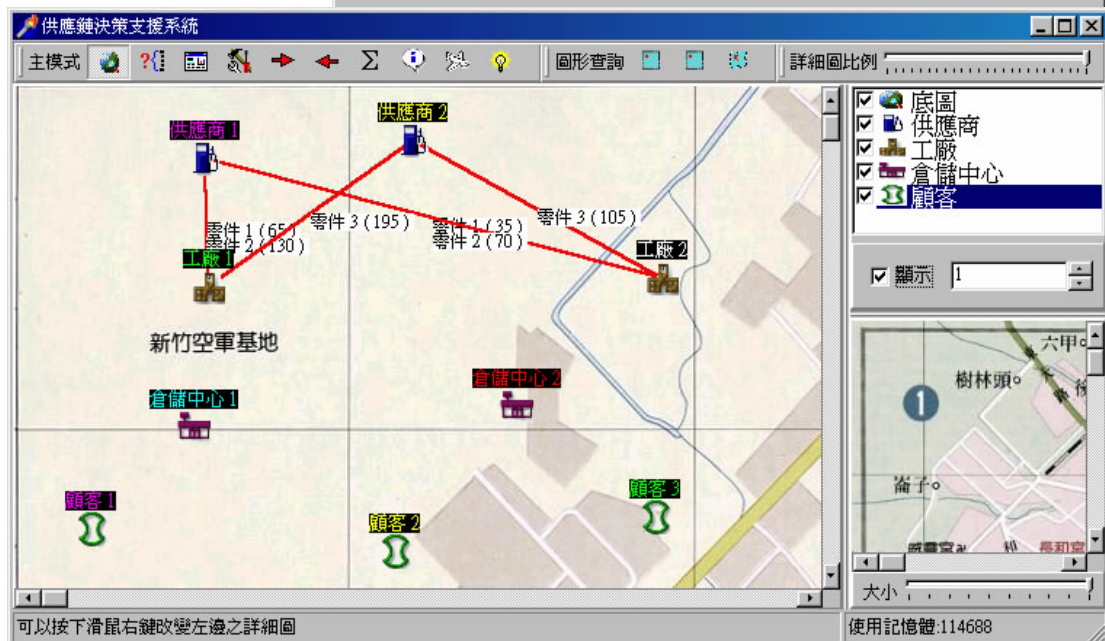 供應鏈決策支援系統
主模式 ?{} Σ 圖形查詢 詳細圖比例
供應商 1
供應商 2
零件 1 (65)
零件 2 (130)
零件 3 (195)
零件 1 (35)
零件 2 (70)
零件 3 (105)
工廠 1
工廠 2
新竹空軍基地
倉儲中心 1
倉儲中心 2
顧客 1
顧客 2
顧客 3
底圖
供應商
工廠
倉儲中心
顧客
顯示 1
六甲
樹林頭
1
路
崙子
和
長和宮
大小
可以按下滑鼠右鍵改變左邊之詳細圖
使用記憶體:114688